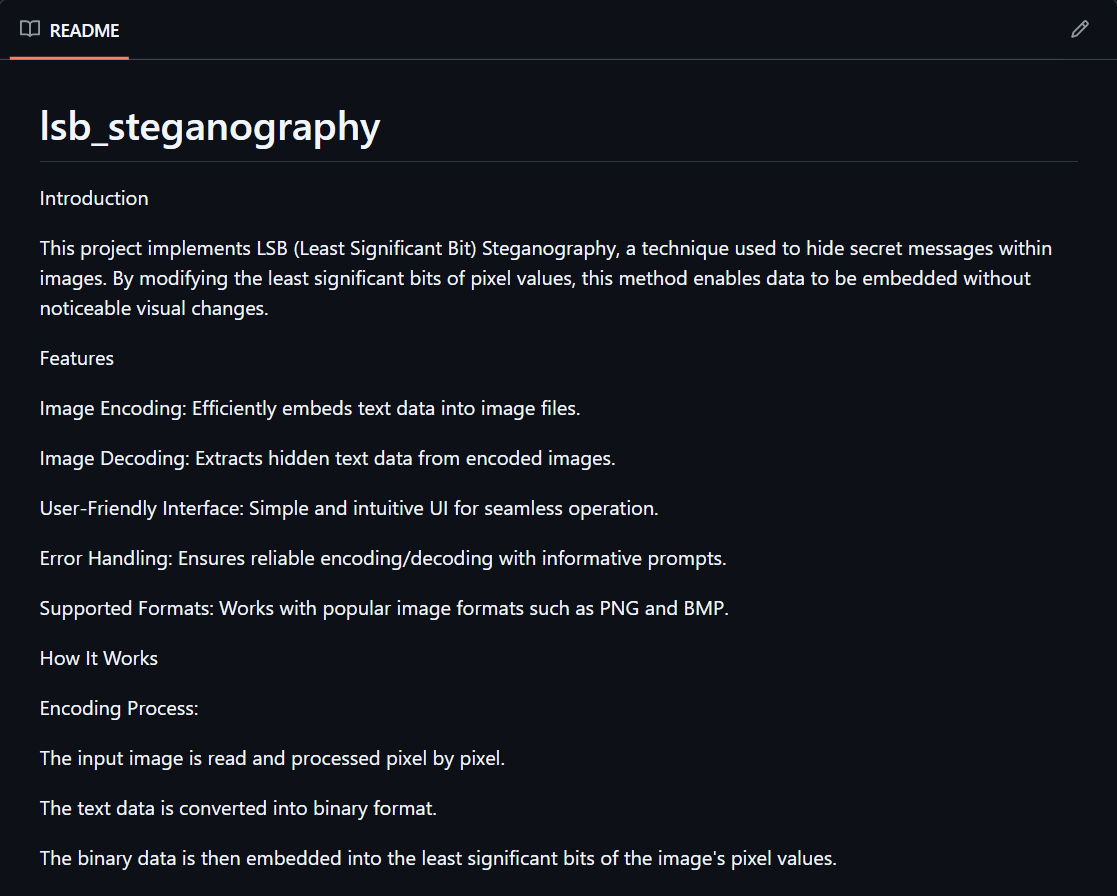 README
lsb_steganography
Introduction
This project implements LSB (Least Significant Bit) Steganography, a technique used to hide secret messages within
images. By modifying the least significant bits of pixel values, this method enables data to be embedded without
noticeable visual changes.
Features
Image Encoding: Efficiently embeds text data into image files.
Image Decoding: Extracts hidden text data from encoded images.
User-Friendly Interface: Simple and intuitive UI for seamless operation.
Error Handling: Ensures reliable encoding/decoding with informative prompts.
Supported Formats: Works with popular image formats such as PNG and BMP.
How It Works
Encoding Process:
The input image is read and processed pixel by pixel.
The text data is converted into binary format.
The binary data is then embedded into the least significant bits of the image's pixel values.